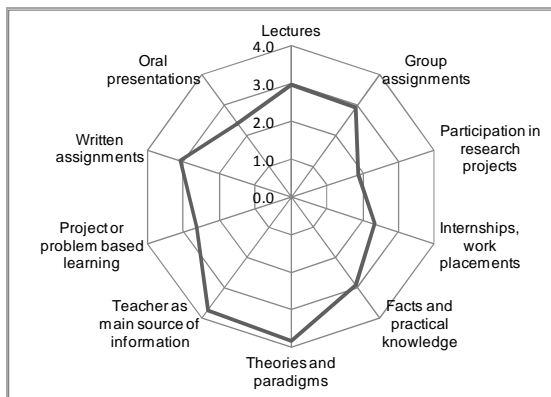 Lectures
4.0
3.0
2.0
1.0
0.0
Group
assignments
Participation in
research
projects
Internships,
work
placements
Facts and
practical
knowledge
Theories and
paradigms
Teacher as
main source of
information
Project or
problem based
learning
Written
assignments
Oral
presentations